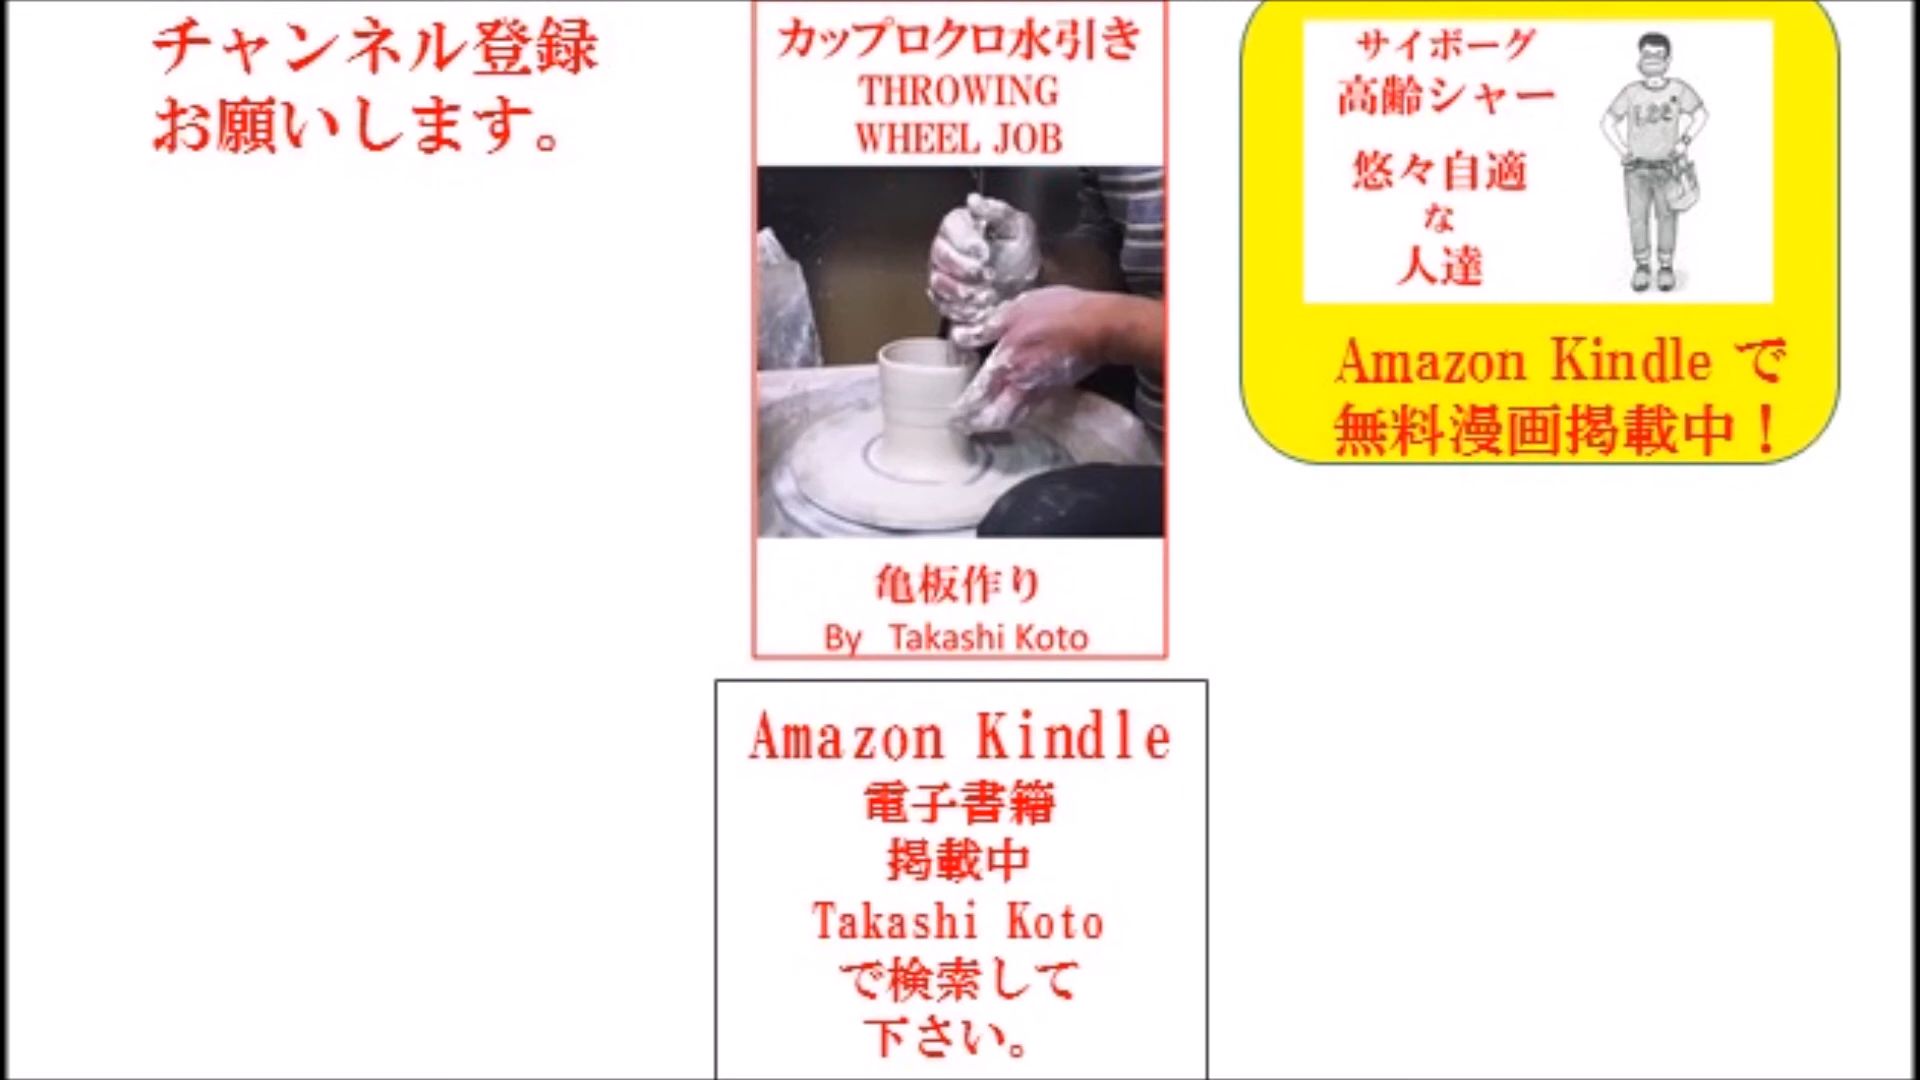 チャンネル登録
お願いします。
カップロクロ水引き
THROWING
WHEEL JOB
亀板作り
By Takashi Koto
Amazon Kindle
電子書籍
掲載中
Takashi Koto
で検索して
下さい。
サイボーグ
高齢シャー
悠々自適
な
人達
Lee
Amazon Kindle で
無料漫画掲載中！